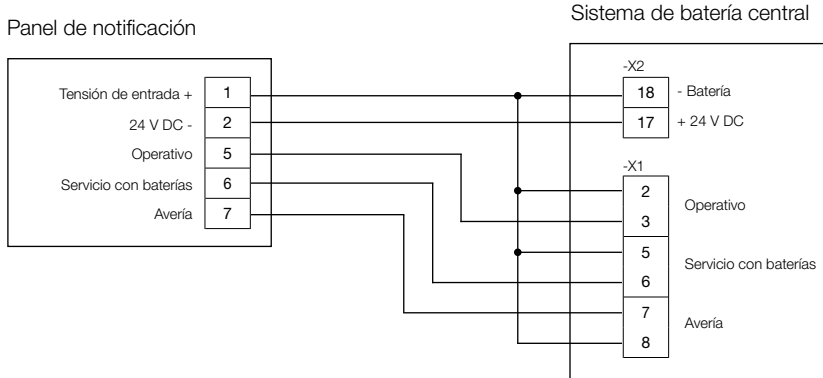 Sistema de batería central
Panel de notificación
Tensión de entrada + 1
24 V DC - 2
Operativo 5
Servicio con baterías 6
Avería 7
-X2
18 - Batería
17 + 24 V DC
-X1
2
Operativo
3
5
Servicio con baterías
6
7
Avería
8